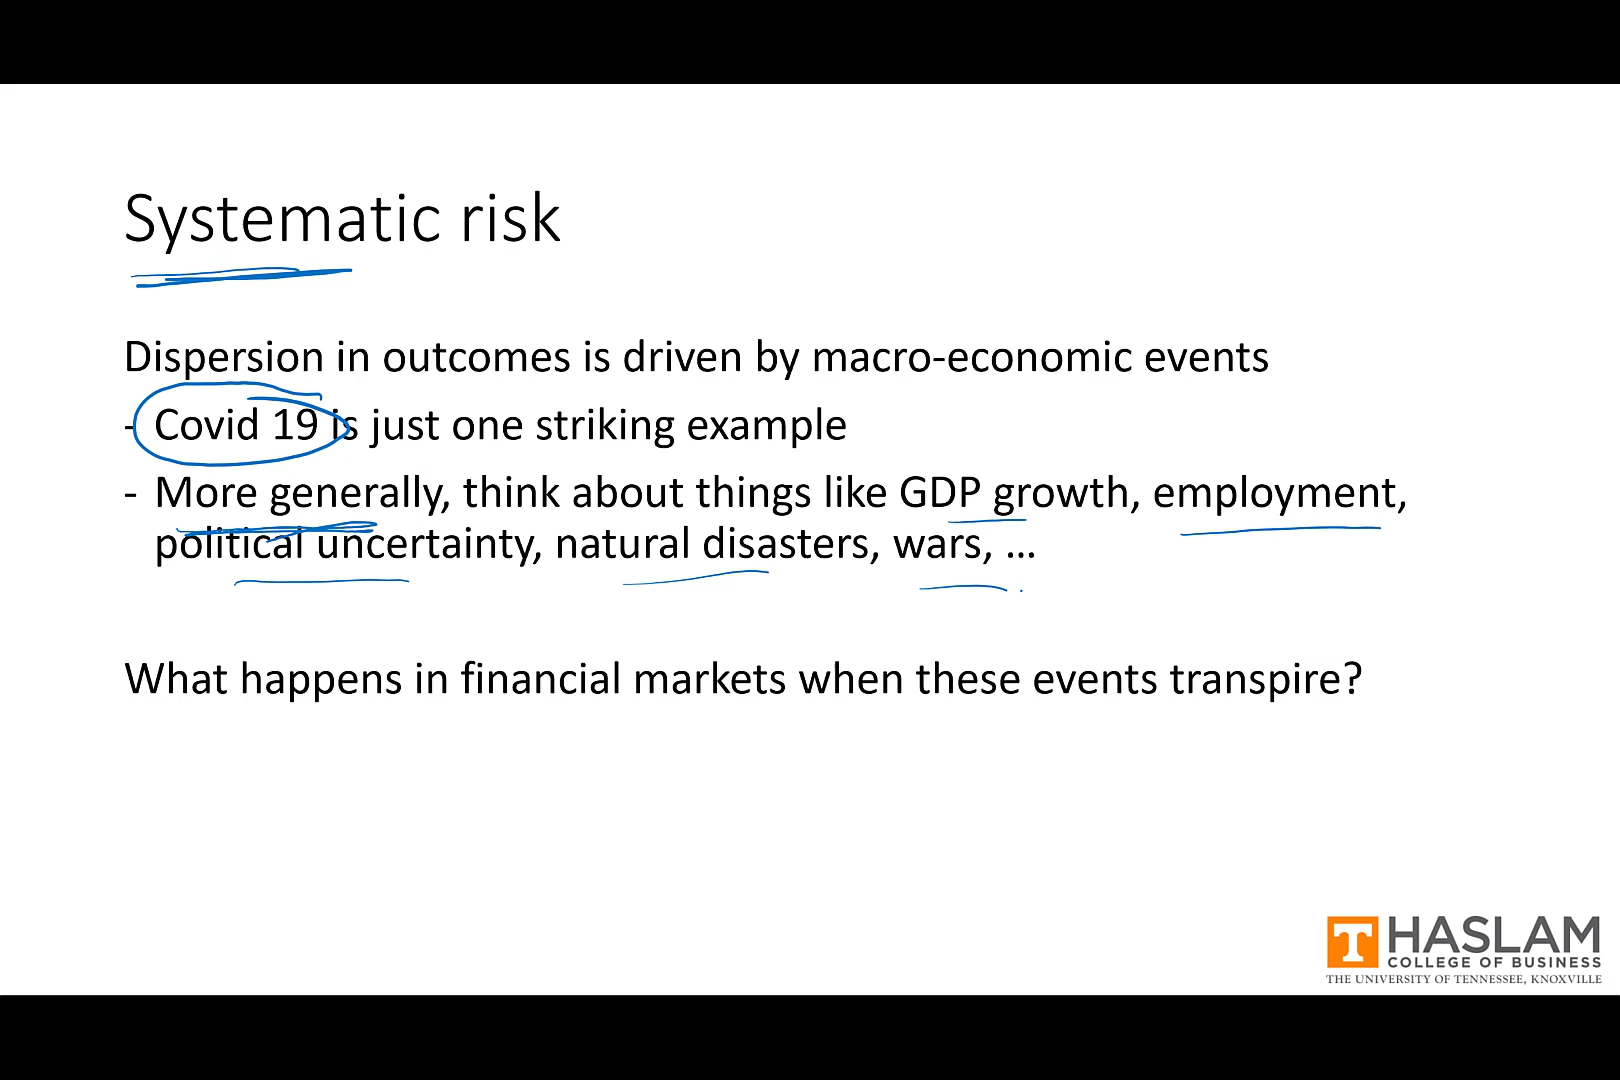 Systematic risk
Dispersion in outcomes is driven by macro-economic events
- Covid 19 is just one striking example
- More generally, think about things like GDP growth, employment,
political uncertainty, natural disasters, wars, ...
What happens in financial markets when these events transpire?
T HASLAM
COLLEGE OF BUSINESS
THE UNIVERSITY OF TENNESSEE, KNOXVILLE